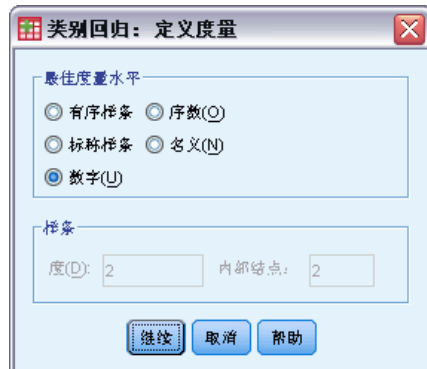 类别回归：定义度量
最佳度量水平
有序样条 序数(O)
标称样条 名义(N)
数字(U)
样条
度(D): 2 内部结点: 2
继续 取消 帮助